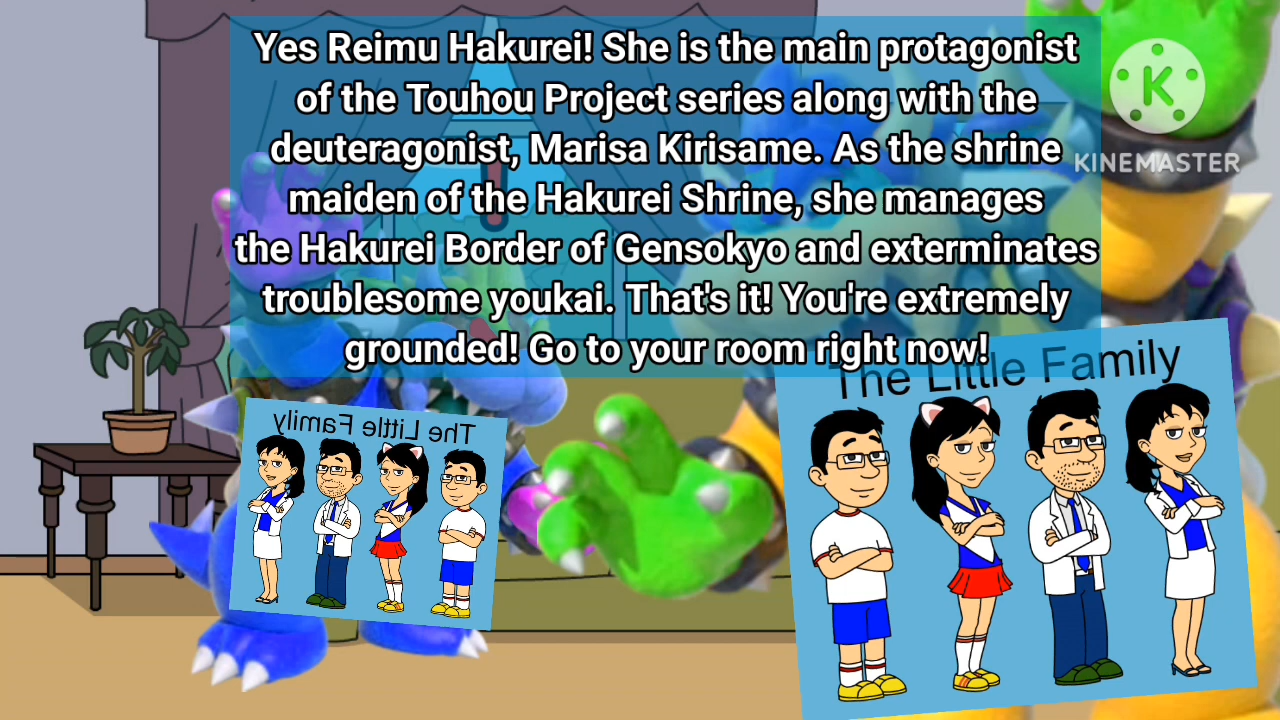 Yes Reimu Hakurei! She is the main protagonist
of the Touhou Project series along with the
deuteragonist, Marisa Kirisame. As the shrine
maiden of the Hakurei Shrine, she manages
the Hakurei Border of Gensokyo and exterminates
troublesome youkai. That's it! You're extremely
grounded! Go to your room right now!
K
KINEMASTER
The Little Family
The Little Family